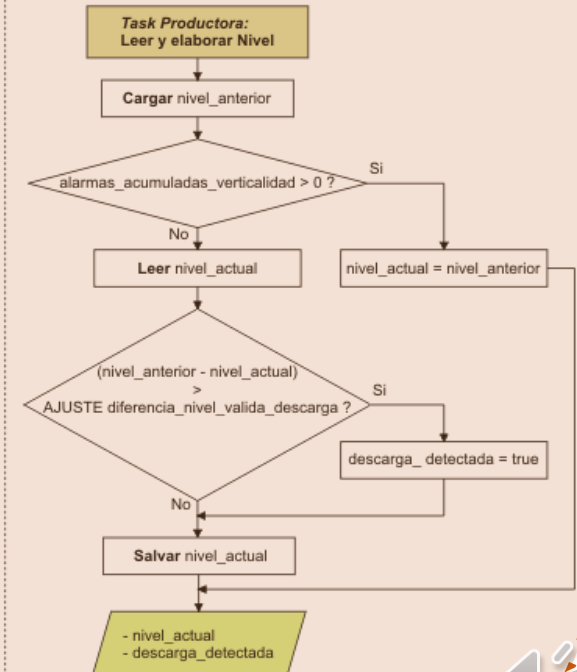 Task Productora:
Leer y elaborar Nivel
Cargar nivel_anterior
alarmas_acumuladas_verticalidad > 0 ?
Si
No
Leer nivel_actual
nivel_actual = nivel_anterior
(nivel_anterior - nivel_actual)
>
AJUSTE diferencia_nivel_valida_descarga ?
Si
descarga_ detectada = true
No
Salvar nivel_actual
- nivel_actual
- descarga_detectada